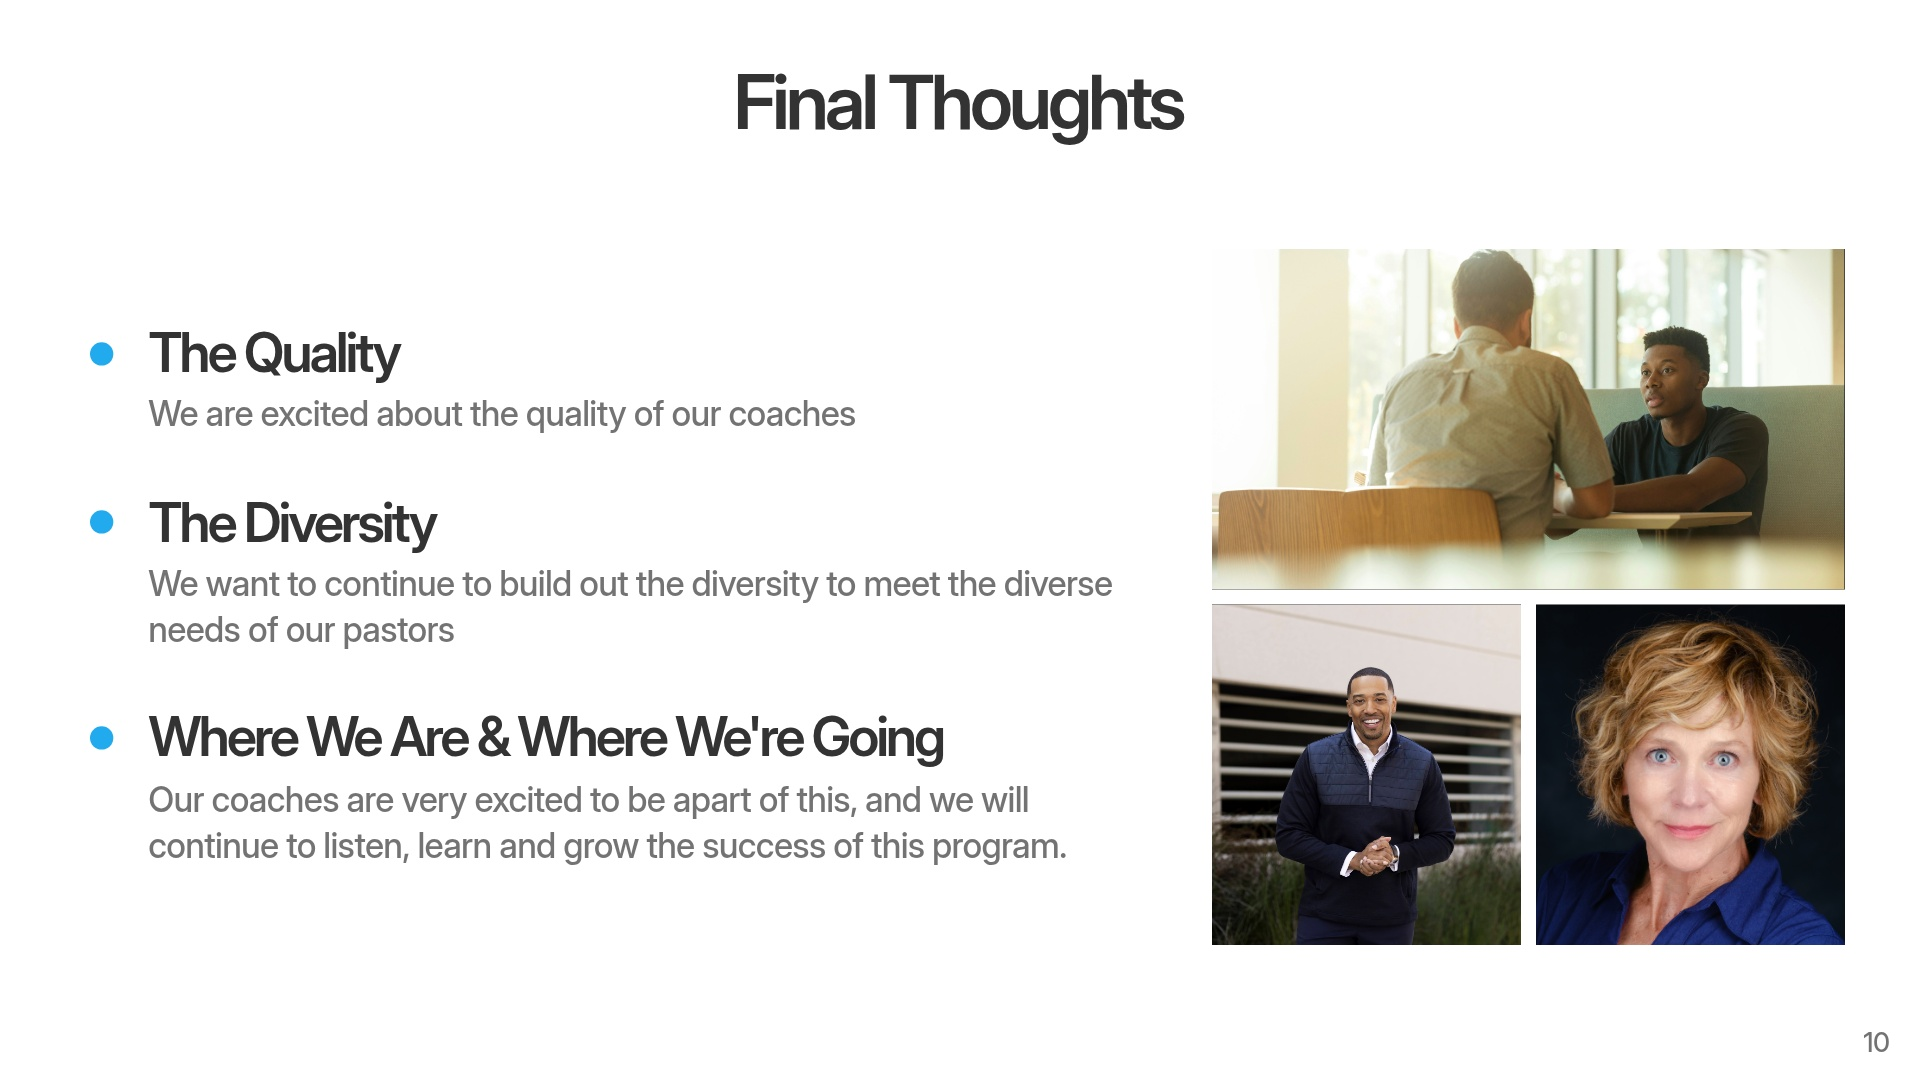 Final Thoughts
The Quality
We are excited about the quality of our coaches
The Diversity
We want to continue to build out the diversity to meet the diverse
needs of our pastors
Where We Are & Where We're Going
Our coaches are very excited to be apart of this, and we will
continue to listen, learn and grow the success of this program.
10